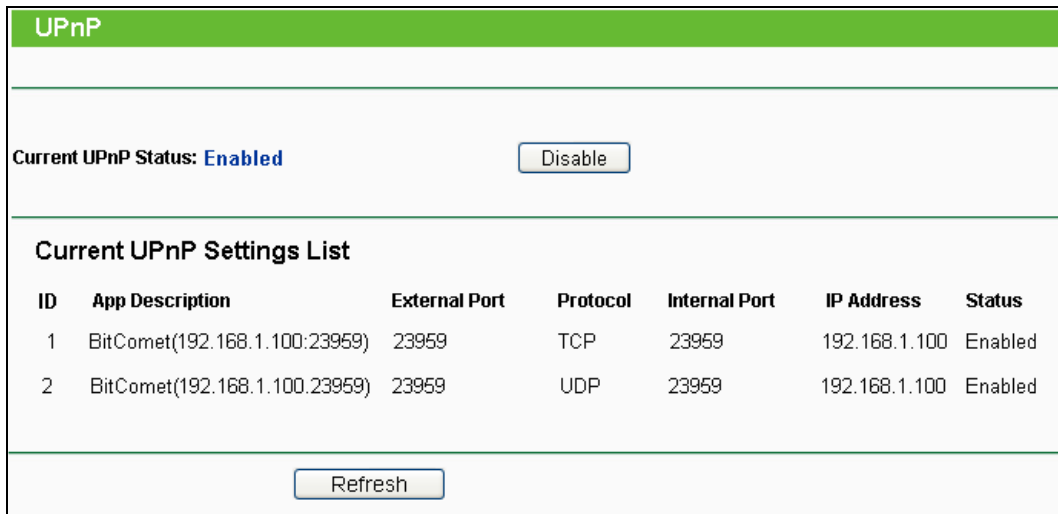 UPnP
Current UPnP Status: Enabled Disable
Current UPnP Settings List
ID App Description External Port Protocol Internal Port IP Address Status
1 BitComet(192.168.1.100:23959) 23959 TCP 23959 192.168.1.100 Enabled
2 BitComet(192.168.1.100.23959) 23959 UDP 23959 192.168.1.100 Enabled
Refresh